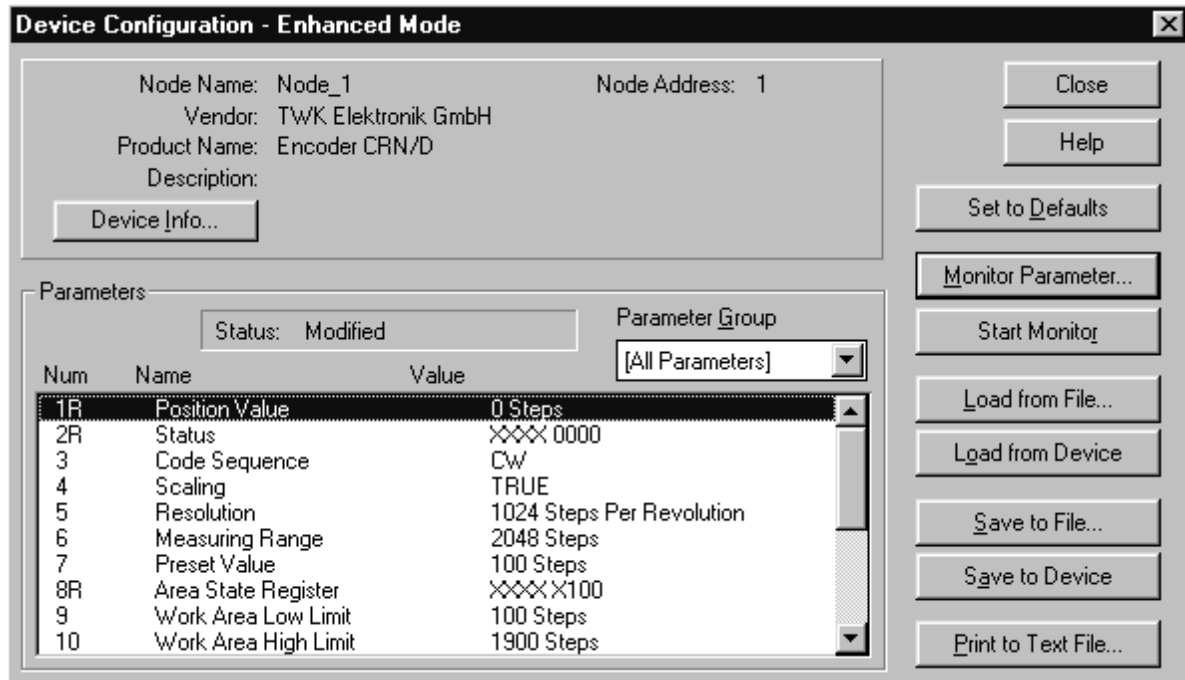 Device Configuration - Enhanced Mode
Node Name: Node_1 Node Address: 1
Vendor: TWK Elektronik GmbH
Product Name: Encoder CRN/D
Description:
Device Info...
Close
Help
Set to Defaults
Monitor Parameter...
Start Monitor
Load from File...
Load from Device
Save to File...
Save to Device
Print to Text File...
Parameters
Status: Modified
Parameter Group
[All Parameters]
Num Name Value
1R Position Value 0 Steps
2R Status XXXX 0000
3 Code Sequence CW
4 Scaling TRUE
5 Resolution 1024 Steps Per Revolution
6 Measuring Range 2048 Steps
7 Preset Value 100 Steps
8R Area State Register XXXX X100
9 Work Area Low Limit 100 Steps
10 Work Area High Limit 1900 Steps